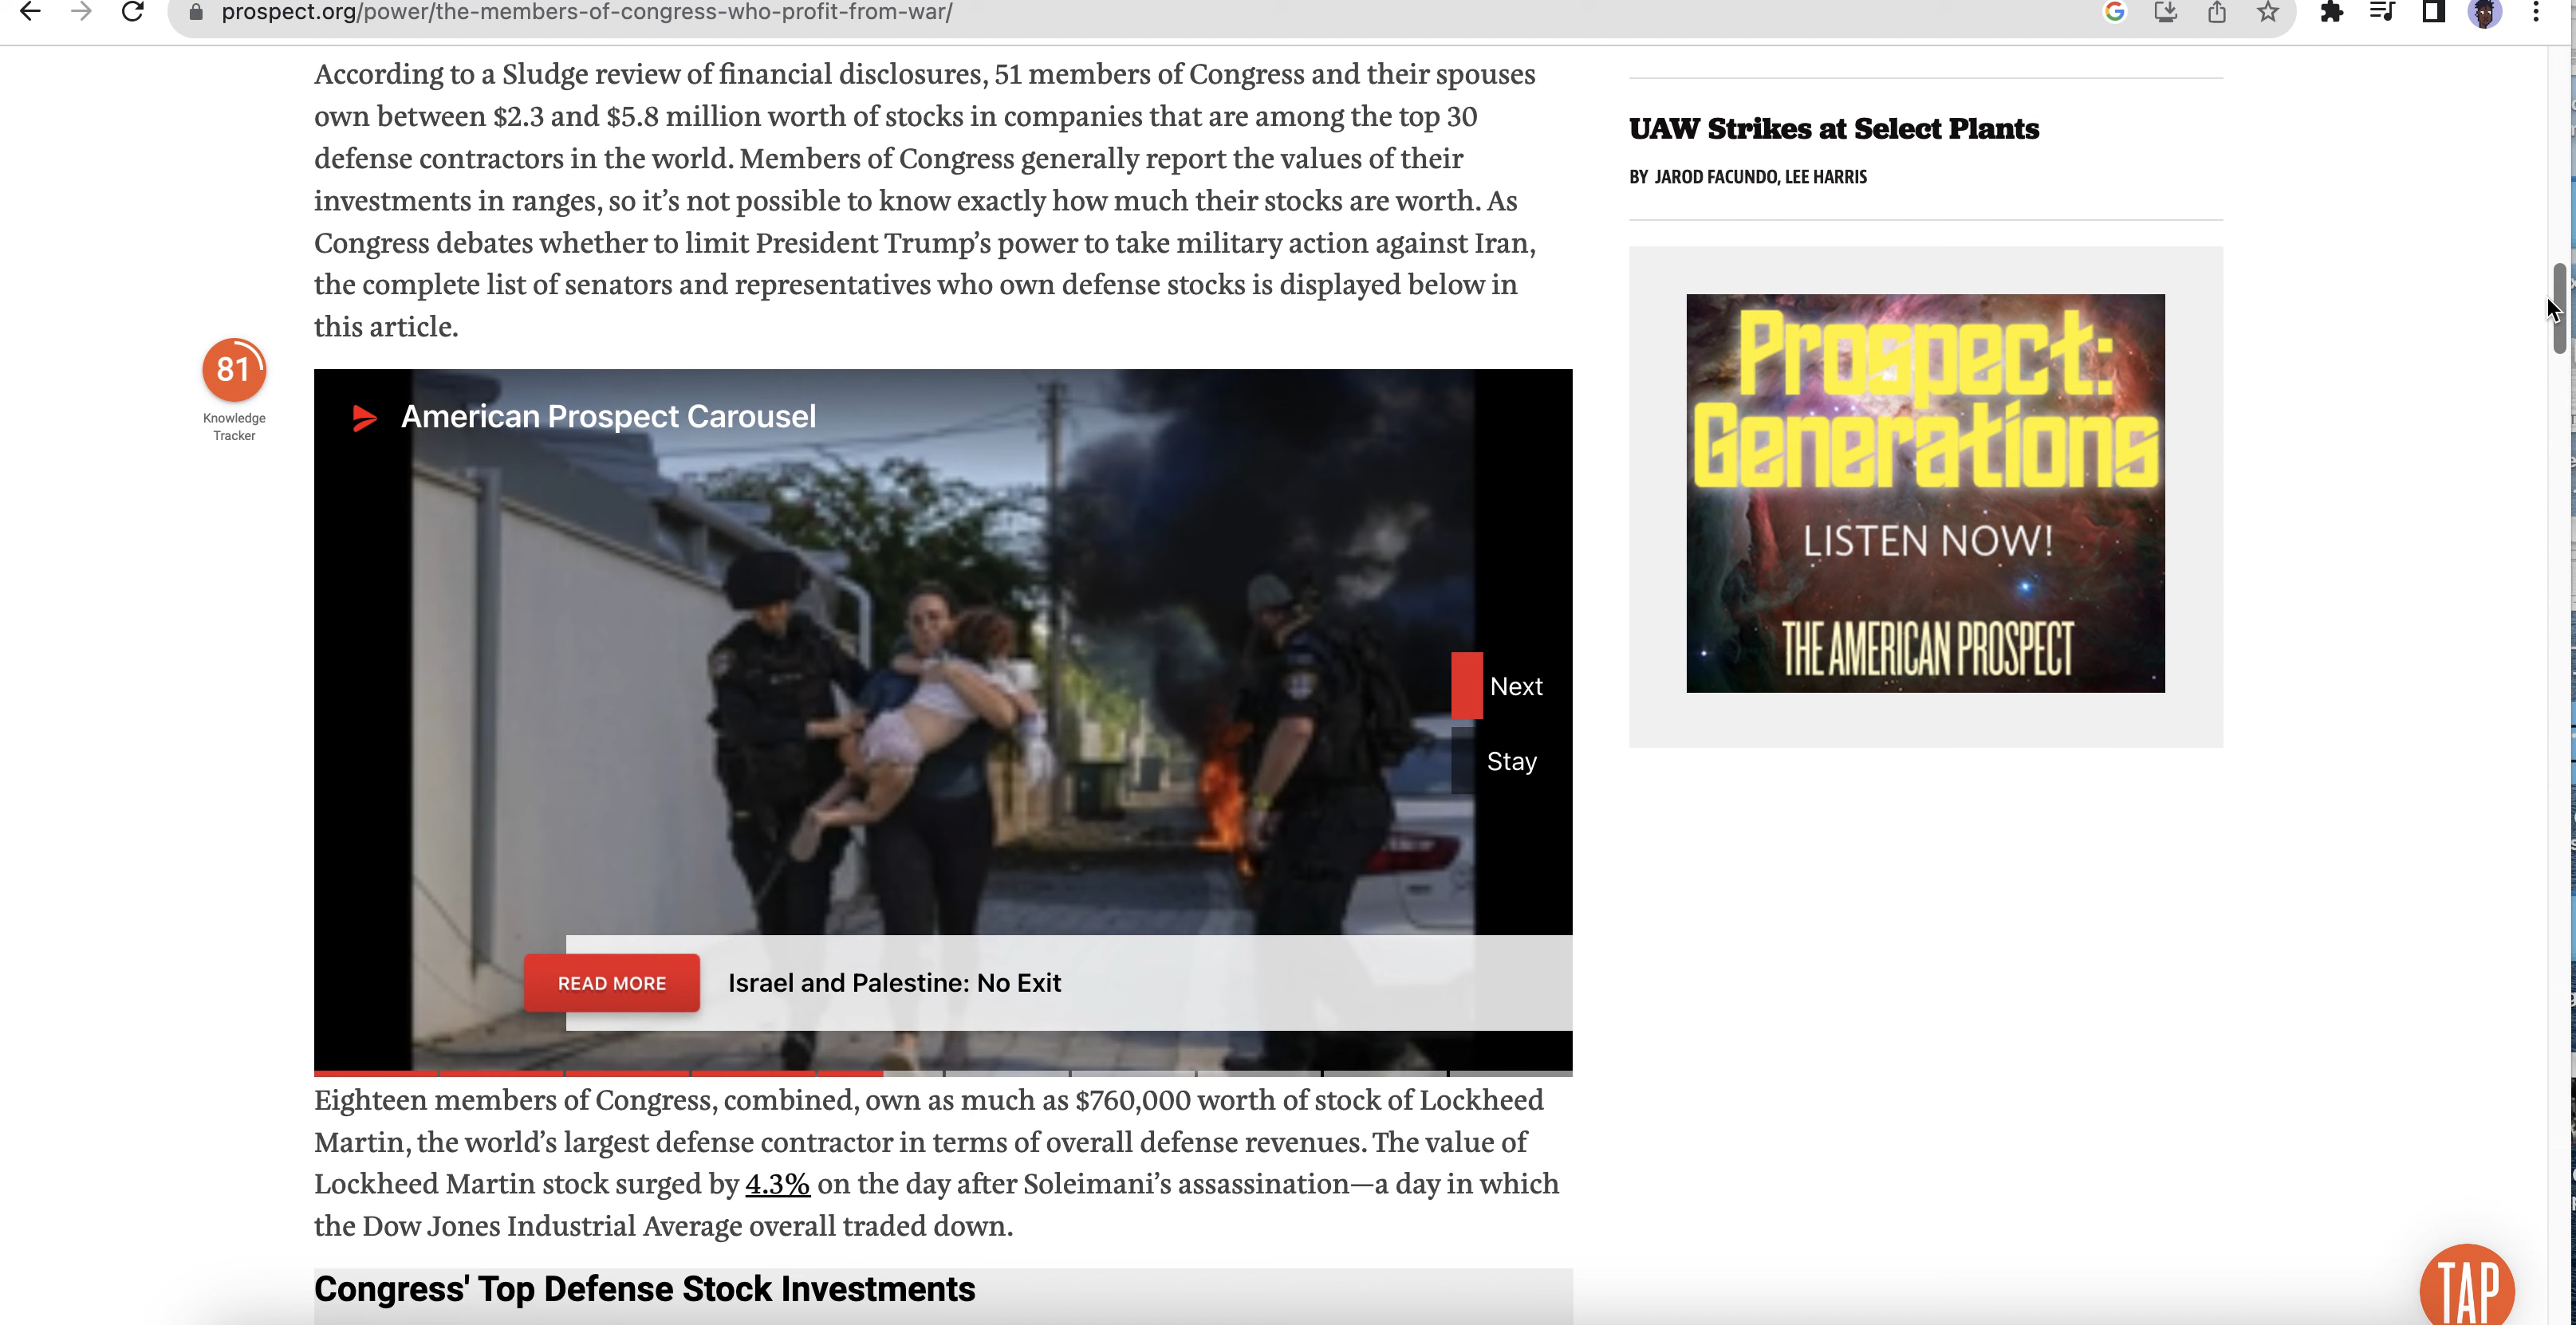 prospect.org/power/the-members-of-congress-who-profit-from-war/
According to a Sludge review of financial disclosures, 51 members of Congress and their spouses
own between $2.3 and $5.8 million worth of stocks in companies that are among the top 30
defense contractors in the world. Members of Congress generally report the values of their
investments in ranges, so it’s not possible to know exactly how much their stocks are worth. As
Congress debates whether to limit President Trump’s power to take military action against Iran,
the complete list of senators and representatives who own defense stocks is displayed below in
this article.
81
Knowledge
Tracker
American Prospect Carousel
Next
Stay
READ MORE
Israel and Palestine: No Exit
Eighteen members of Congress, combined, own as much as $760,000 worth of stock of Lockheed
Martin, the world’s largest defense contractor in terms of overall defense revenues. The value of
Lockheed Martin stock surged by 4.3% on the day after Soleimani’s assassination—a day in which
the Dow Jones Industrial Average overall traded down.
Congress' Top Defense Stock Investments
UAW Strikes at Select Plants
BY JAROD FACUNDO, LEE HARRIS
Prospect:
Generations
LISTEN NOW!
THE AMERICAN PROSPECT
TAP